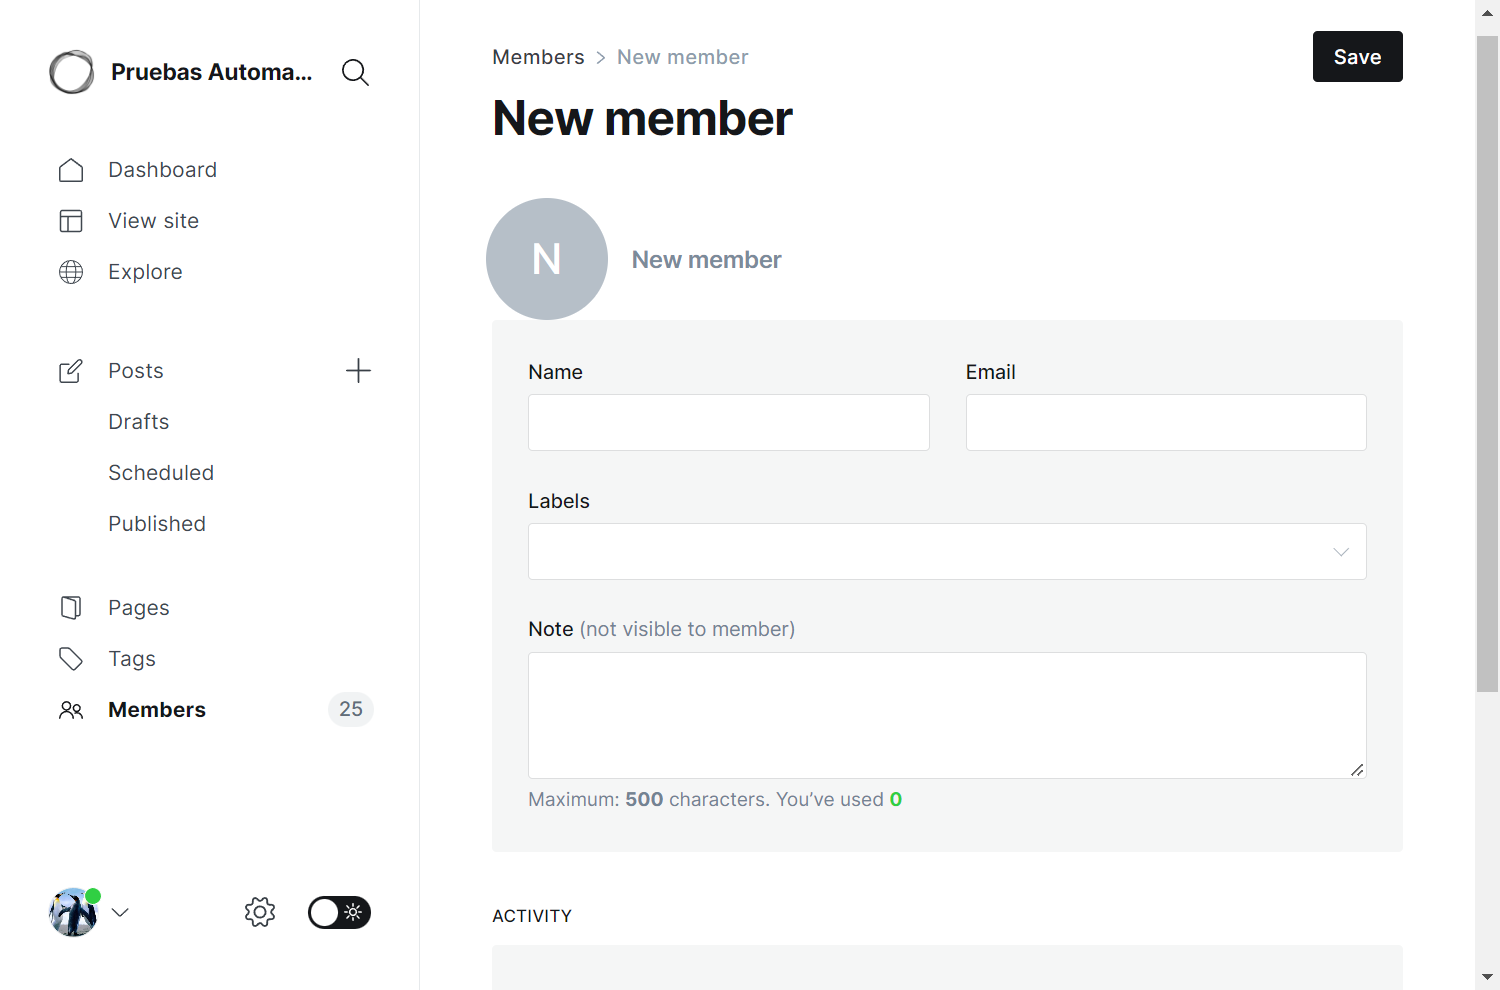 Pruebas Automa...
Dashboard
View site
Explore
Posts
Drafts
Scheduled
Published
Pages
Tags
Members 25
Members > New member
Save
New member
N
New member
Name
Email
Labels
Note (not visible to member)
Maximum: 500 characters. You’ve used 0
ACTIVITY